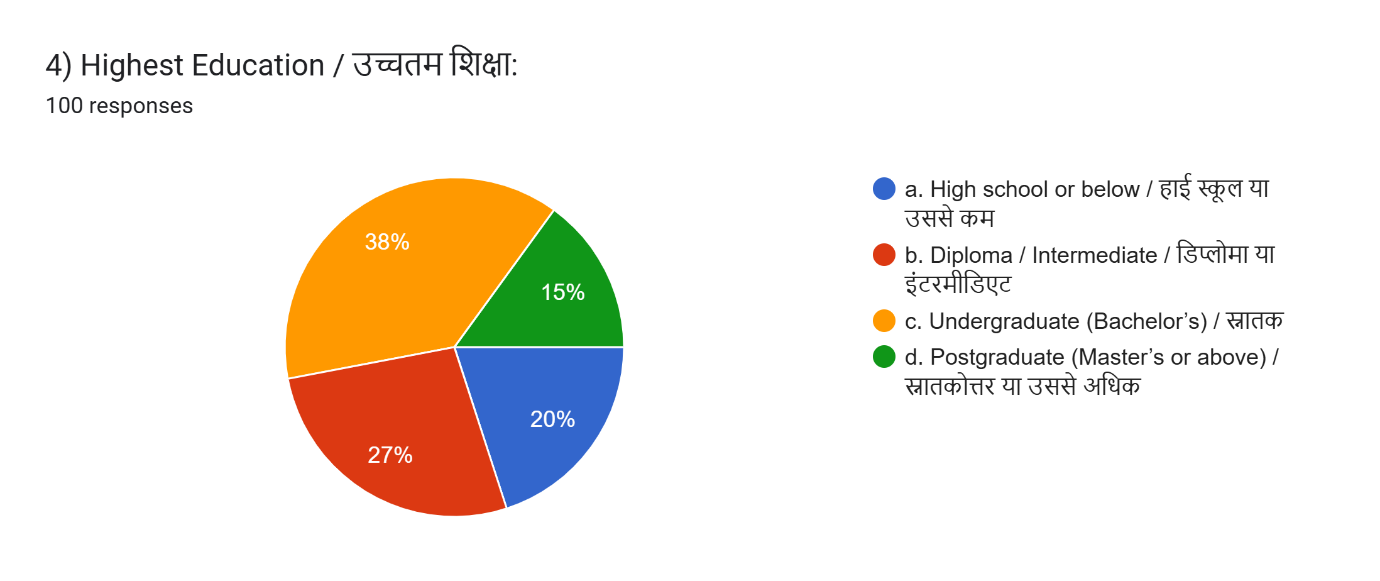 4) Highest Education / उच्चतम शिक्षा:
100 responses
38%
15%
20%
27%
a. High school or below / हाई स्कूल या
उससे कम
b. Diploma / Intermediate / डिप्लोमा या
इंटरमीडिएट
c. Undergraduate (Bachelor’s) / स्नातक
d. Postgraduate (Master’s or above) /
स्नातकोत्तर या उससे अधिक